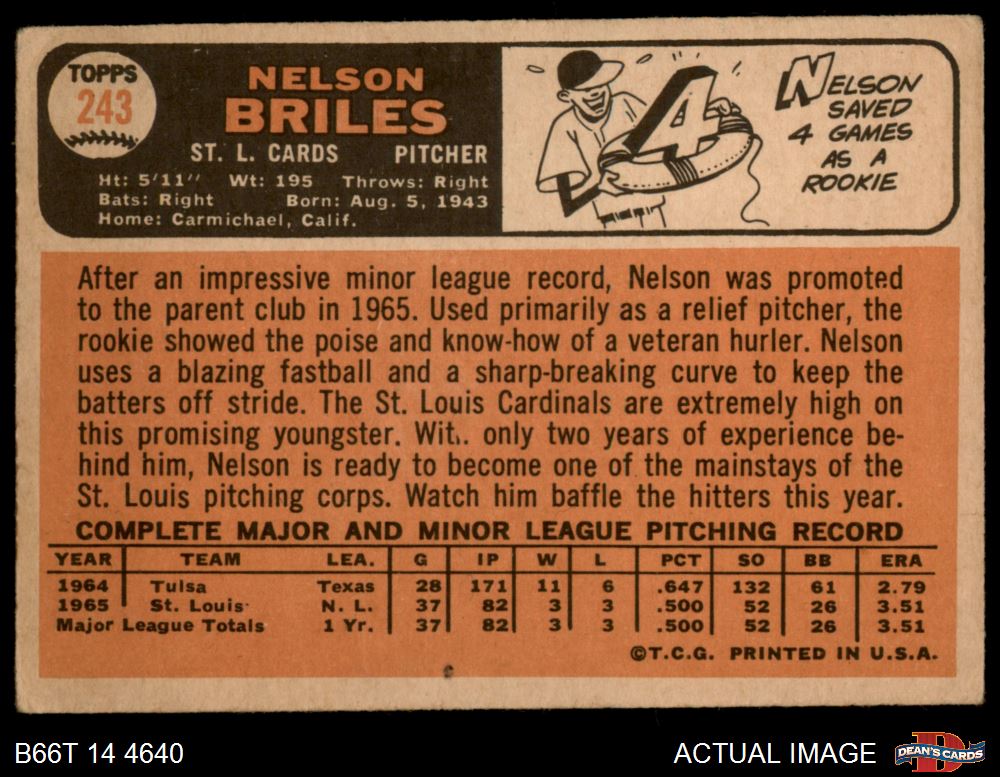 TOPPS
243
NELSON
BRILES
ST. L. CARDS PITCHER
Ht: 5'11" Wt: 195 Throws: Right
Bats: Right Born: Aug. 5, 1943
Home: Carmichael, Calif.
4
NELSON
SAVED
4 GAMES
AS A
ROOKIE
After an impressive minor league record, Nelson was promoted
to the parent club in 1965. Used primarily as a relief pitcher, the
rookie showed the poise and know-how of a veteran hurler. Nelson
uses a blazing fastball and a sharp-breaking curve to keep the
batters off stride. The St. Louis Cardinals are extremely high on
this promising youngster. With only two years of experience be-
hind him, Nelson is ready to become one of the mainstays of the
St. Louis pitching corps. Watch him baffle the hitters this year.
COMPLETE MAJOR AND MINOR LEAGUE PITCHING RECORD
YEAR TEAM LEA. G IP W L PCT SO BB ERA
1964 Tulsa Texas 28 171 11 6 .647 132 61 2.79
1965 St. Louis N. L. 37 82 3 3 .500 52 26 3.51
Major League Totals 1 Yr. 37 82 3 3 .500 52 26 3.51
©T.C.G. PRINTED IN U.S.A.
B66T 14 4640
ACTUAL IMAGE
D
DEAN'S CARDS